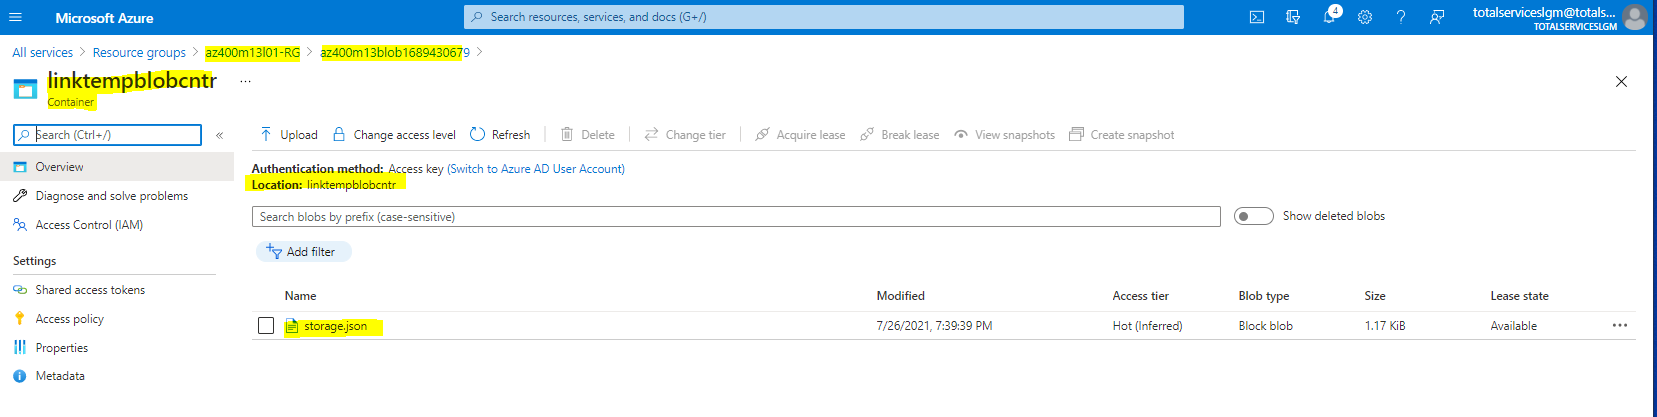 Microsoft Azure
Search resources, services, and docs (G+/)
4
totalserviceslgm@totals...
TOTALSERVICESLGM
All services > Resource groups > az400m13l01-RG > az400m13blob1689430679 >
linktempblobcntr ...
Container
Search (Ctrl+/) «
Overview
Diagnose and solve problems
Access Control (IAM)
Settings
Shared access tokens
Access policy
Properties
Metadata
Upload Change access level Refresh Delete Change tier Acquire lease Break lease View snapshots Create snapshot
Authentication method: Access key (Switch to Azure AD User Account)
Location: linktempblobcntr
Search blobs by prefix (case-sensitive) Show deleted blobs
Add filter
Name Modified Access tier Blob type Size Lease state
storage.json 7/26/2021, 7:39:39 PM Hot (Inferred) Block blob 1.17 KiB Available ...